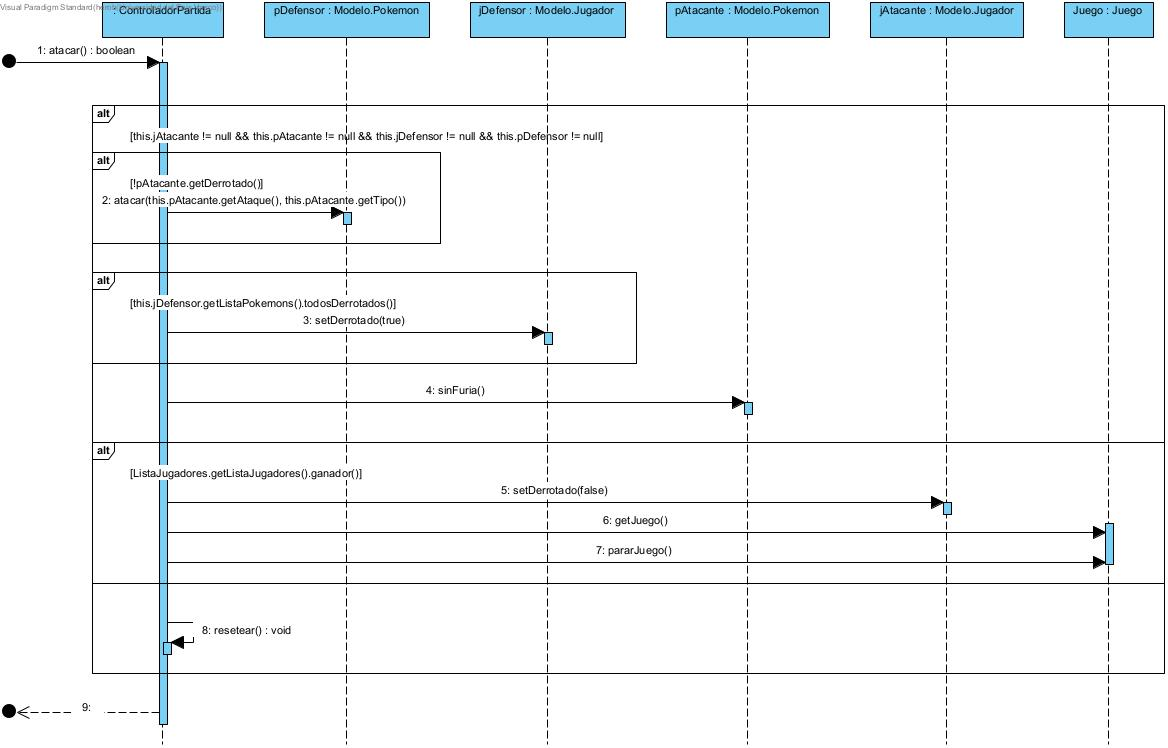 Visual Paradigm Standard
: ControladorPartida
pDefensor : Modelo.Pokemon
jDefensor : Modelo.Jugador
pAtacante : Modelo.Pokemon
jAtacante : Modelo.Jugador
Juego : Juego
1: atacar() : boolean
alt
[this.jAtacante != null && this.pAtacante != null && this.jDefensor != null && this.pDefensor != null]
alt
[!pAtacante.getDerrotado()]
2: atacar(this.pAtacante.getAtaque(), this.pAtacante.getTipo())
alt
[this.jDefensor.getListaPokemons().todosDerrotados()]
3: setDerrotado(true)
4: sinFuria()
alt
[ListaJugadores.getListaJugadores().ganador()]
5: setDerrotado(false)
6: getJuego()
7: pararJuego()
8: resetear() : void
9: